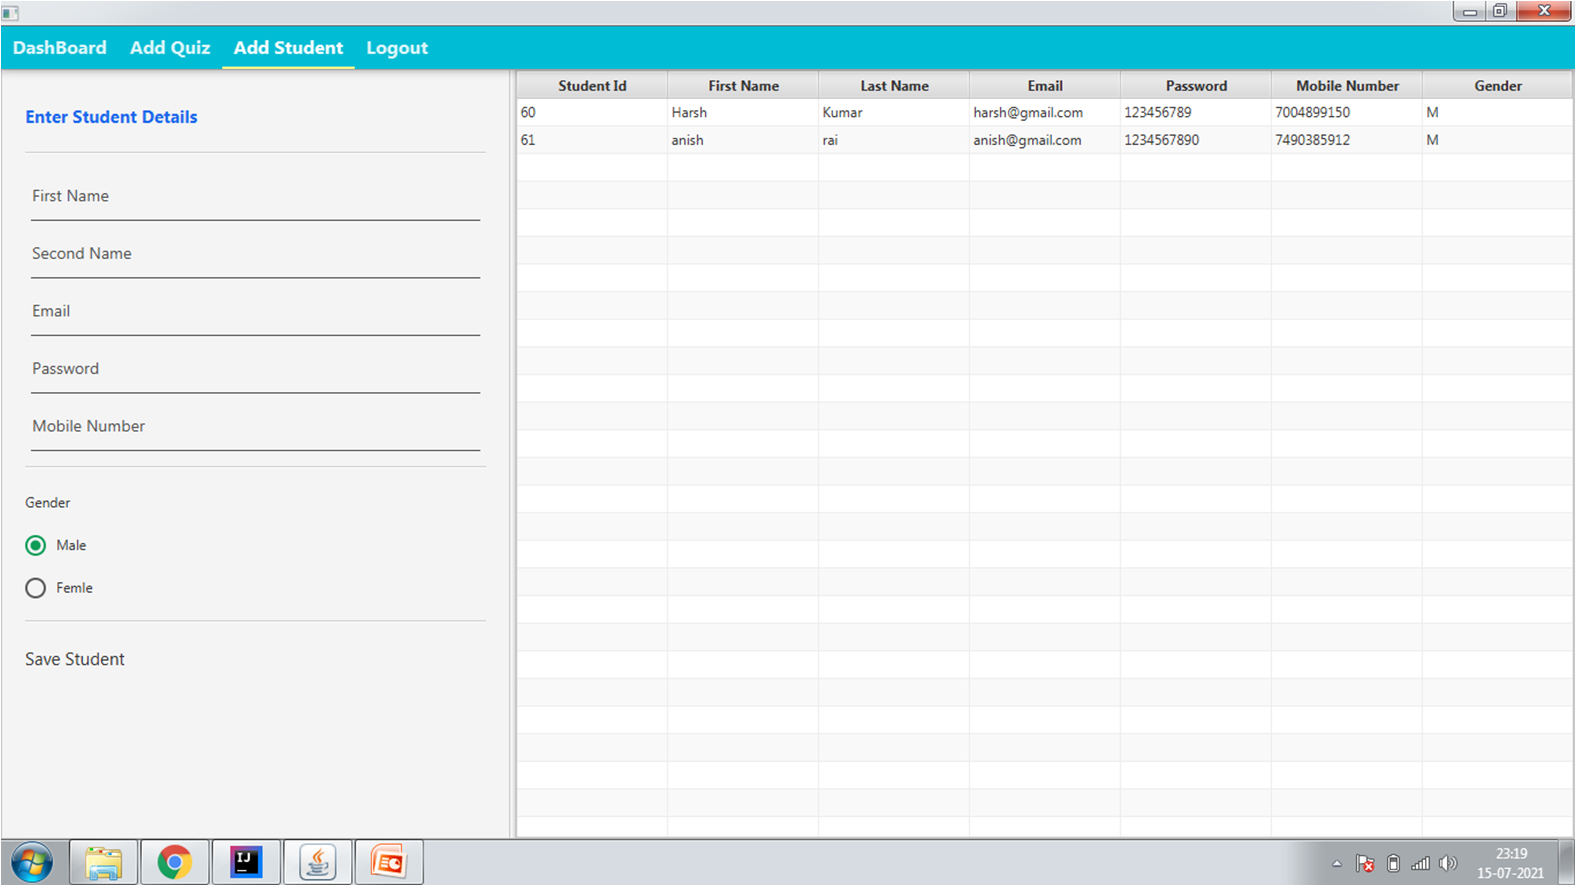 DashBoard Add Quiz Add Student Logout
Enter Student Details
First Name
Second Name
Email
Password
Mobile Number
Gender
Male
Femle
Save Student
Student Id First Name Last Name Email Password Mobile Number Gender
60 Harsh Kumar harsh@gmail.com 123456789 7004899150 M
61 anish rai anish@gmail.com 1234567890 7490385912 M
IJ
23:19
15-07-2021